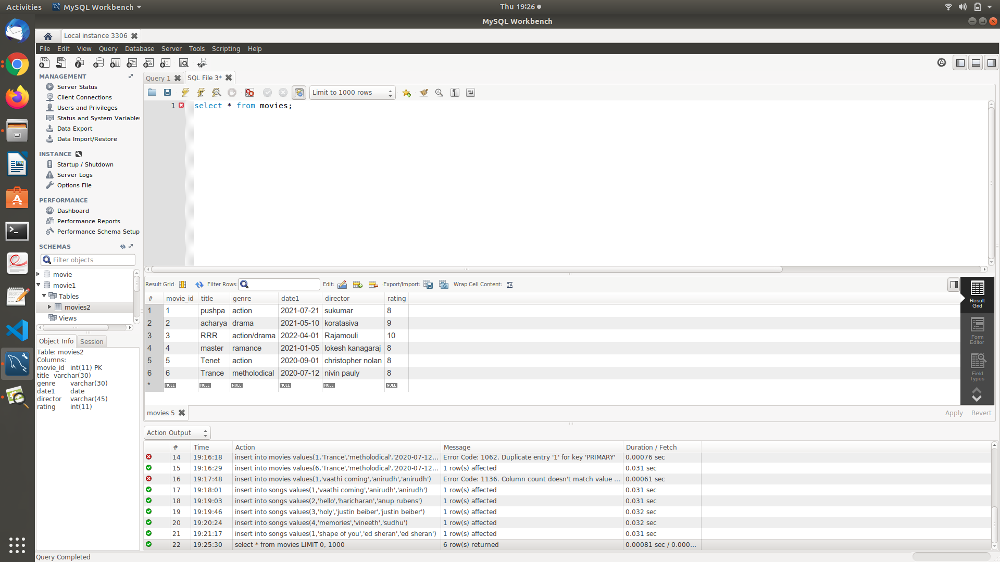 Activities MySQL Workbench Thu 19:26
MySQL Workbench
Local instance 3306
File Edit View Query Database Server Tools Scripting Help
MANAGEMENT
Server Status
Client Connections
Users and Privileges
Status and System Variables
Data Export
Data Import/Restore
INSTANCE
Startup / Shutdown
Server Logs
Options File
PERFORMANCE
Dashboard
Performance Reports
Performance Schema Setup
SCHEMAS
Filter objects
movie
movie1
Tables
movies2
Views
Object Info Session
Table: movies2
Columns:
movie_id int(11) PK
title varchar(30)
genre varchar(30)
date1 date
director varchar(45)
rating int(11)
Query 1 SQL File 3*
Limit to 1000 rows
1 select * from movies;
Result Grid Filter Rows: Edit: Export/Import: Wrap Cell Content:
# movie_id title genre date1 director rating
1 1 pushpa action 2021-07-21 sukumar 8
2 2 acharya drama 2021-05-10 koratasiva 9
3 3 RRR action/drama 2022-04-01 Rajamouli 10
4 4 master ramance 2021-01-05 lokesh kanagaraj 8
5 5 Tenet action 2020-09-01 christopher nolan 8
6 6 Trance metholodical 2020-07-12 nivin pauly 8
* NULL NULL NULL NULL NULL NULL
Result
Grid
Form
Editor
Field
Types
movies 5 Apply Revert
Action Output
# Time Action Message Duration / Fetch
14 19:16:18 insert into movies values(1,'Trance','metholodical','2020-07-12... Error Code: 1062. Duplicate entry '1' for key 'PRIMARY' 0.00076 sec
15 19:16:29 insert into movies values(6,'Trance','metholodical','2020-07-12... 1 row(s) affected 0.031 sec
16 19:17:48 insert into movies values(1,'vaathi coming','anirudh','anirudh') Error Code: 1136. Column count doesn't match value ... 0.00061 sec
17 19:18:01 insert into songs values(1,'vaathi coming','anirudh','anirudh') 1 row(s) affected 0.031 sec
18 19:19:03 insert into songs values(2,'hello','haricharan','anup rubens') 1 row(s) affected 0.031 sec
19 19:19:46 insert into songs values(3,'holy','justin beiber','justin beiber') 1 row(s) affected 0.032 sec
20 19:20:24 insert into songs values(4,'memories','vineeth','sudhu') 1 row(s) affected 0.032 sec
21 19:21:17 insert into songs values(1,'shape of you','ed sheran','ed sheran') 1 row(s) affected 0.031 sec
22 19:25:30 select * from movies LIMIT 0, 1000 6 row(s) returned 0.00081 sec / 0.000...
Query Completed